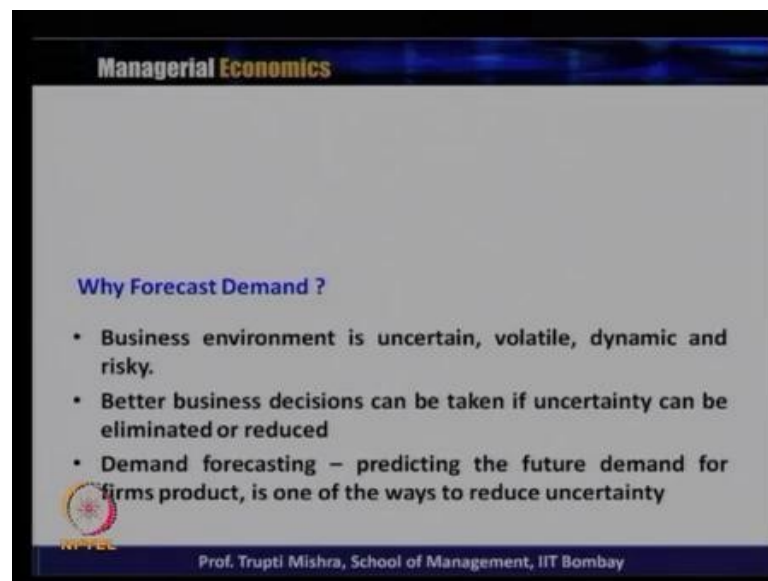 Managerial Economics
Why Forecast Demand ?
• Business environment is uncertain, volatile, dynamic and
risky.
• Better business decisions can be taken if uncertainty can be
eliminated or reduced
• Demand forecasting – predicting the future demand for
firms product, is one of the ways to reduce uncertainty
NPTEL
Prof. Trupti Mishra, School of Management, IIT Bombay